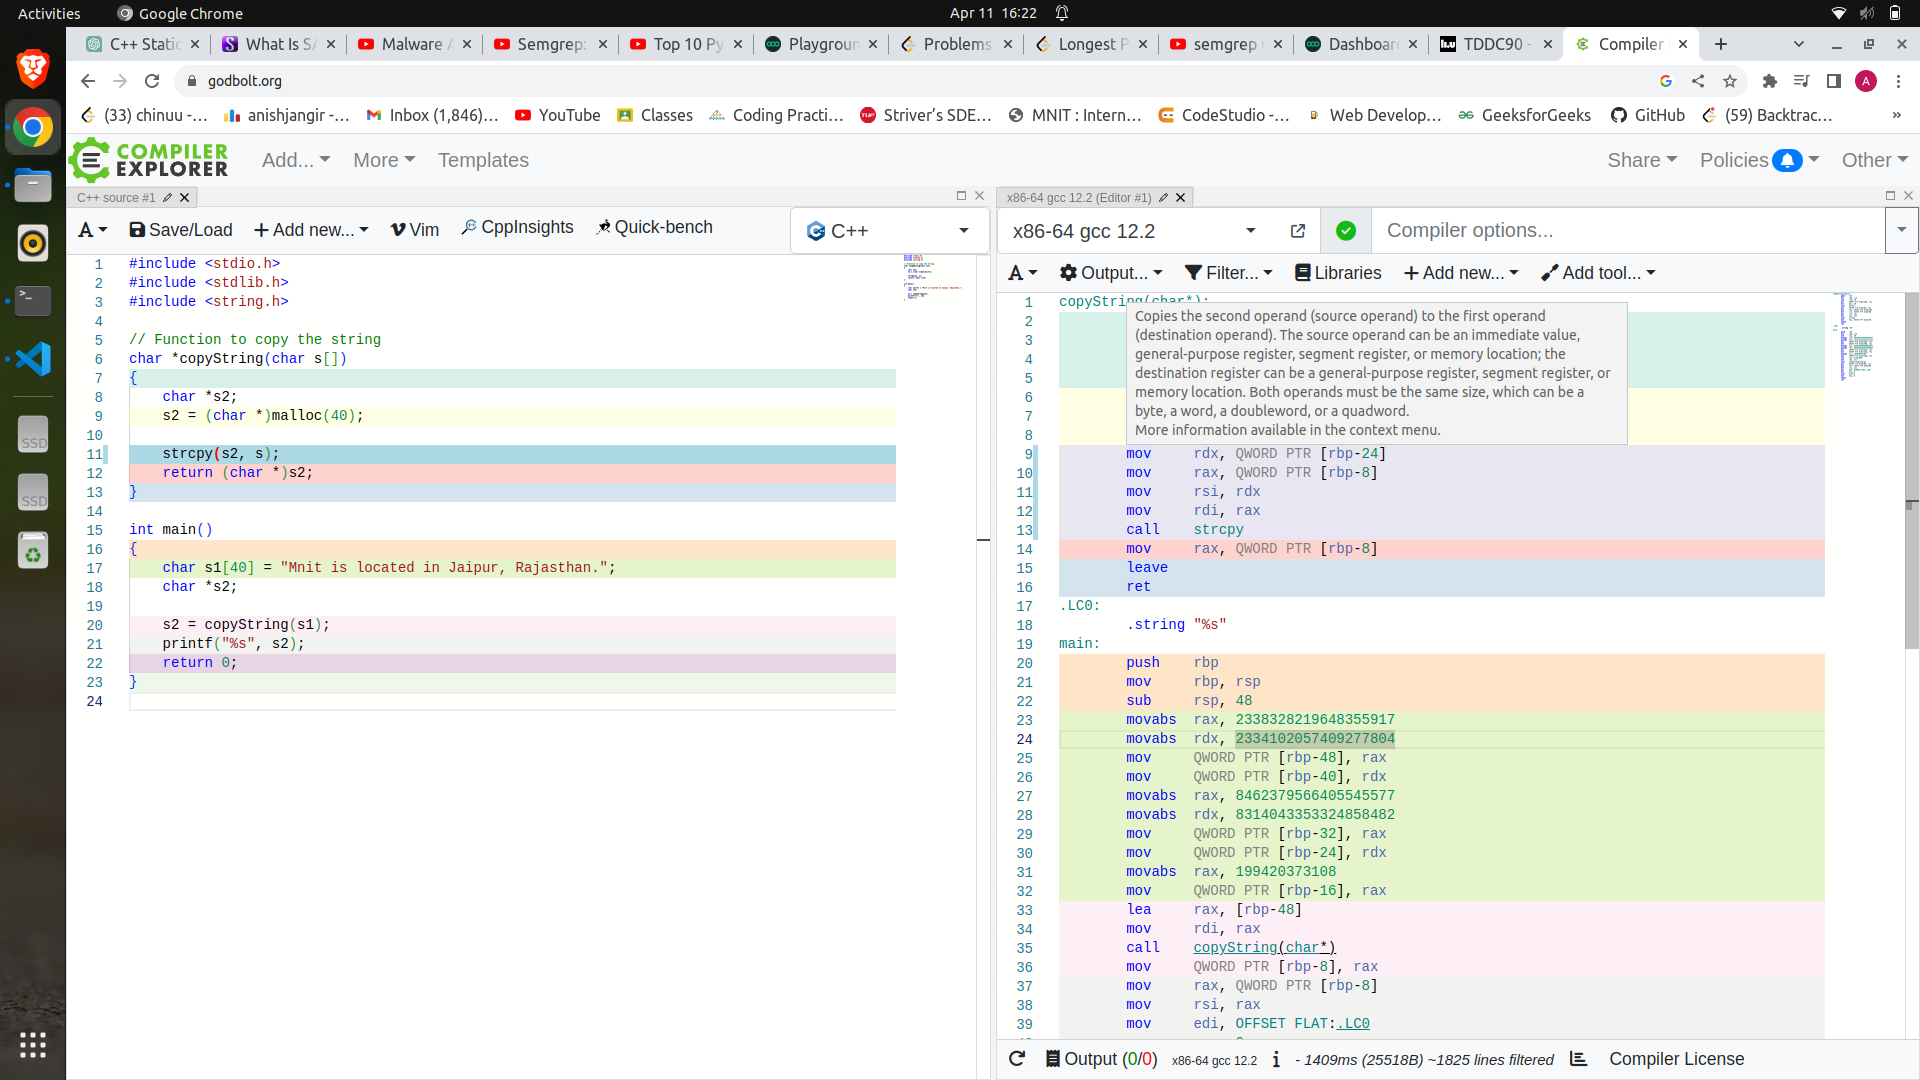 Activities
Google Chrome
Apr 11 16:22
C++ Static
What Is SA
Malware A
Semgrep:
Top 10 Py
Playgroun
Problems
Longest P
semgrep
Dashboar
TDDC90 -
Compiler
godbolt.org
A
(33) chinuu -...
anishjangir -...
Inbox (1,846)...
YouTube
Classes
Coding Practi...
Striver's SDE...
MNIT : Intern...
CodeStudio -...
Web Develop...
GeeksforGeeks
GitHub
(59) Backtrac...
»
COMPILER
EXPLORER
Add...
More
Templates
Share
Policies
Other
C++ source #1
A
Save/Load
Add new...
Vim
CppInsights
Quick-bench
C++
1 #include <stdio.h>
2 #include <stdlib.h>
3 #include <string.h>
4
5 // Function to copy the string
6 char *copyString(char s[])
7 {
8 char *s2;
9 s2 = (char *)malloc(40);
10
11 strcpy(s2, s);
12 return (char *)s2;
13 }
14
15 int main()
16 {
17 char s1[40] = "Mnit is located in Jaipur, Rajasthan.";
18 char *s2;
19
20 s2 = copyString(s1);
21 printf("%s", s2);
22 return 0;
23 }
24
x86-64 gcc 12.2 (Editor #1)
x86-64 gcc 12.2
Compiler options...
A
Output...
Filter...
Libraries
Add new...
Add tool...
1 copyString(char*):
2
3
4
5
6
7
8
Copies the second operand (source operand) to the first operand
(destination operand). The source operand can be an immediate value,
general-purpose register, segment register, or memory location; the
destination register can be a general-purpose register, segment register, or
memory location. Both operands must be the same size, which can be a
byte, a word, a doubleword, or a quadword.
More information available in the context menu.
9 mov rdx, QWORD PTR [rbp-24]
10 mov rax, QWORD PTR [rbp-8]
11 mov rsi, rdx
12 mov rdi, rax
13 call strcpy
14 mov rax, QWORD PTR [rbp-8]
15 leave
16 ret
17 .LC0:
18 .string "%s"
19 main:
20 push rbp
21 mov rbp, rsp
22 sub rsp, 48
23 movabs rax, 2338328219648355917
24 movabs rdx, 2334102057409277804
25 mov QWORD PTR [rbp-48], rax
26 mov QWORD PTR [rbp-40], rdx
27 movabs rax, 8462379566405545577
28 movabs rdx, 8314043353324858482
29 mov QWORD PTR [rbp-32], rax
30 mov QWORD PTR [rbp-24], rdx
31 movabs rax, 199420373108
32 mov QWORD PTR [rbp-16], rax
33 lea rax, [rbp-48]
34 mov rdi, rax
35 call copyString(char*)
36 mov QWORD PTR [rbp-8], rax
37 mov rax, QWORD PTR [rbp-8]
38 mov rsi, rax
39 mov edi, OFFSET FLAT:.LC0
Output (0/0)
x86-64 gcc 12.2
i
- 1409ms (25518B) ~1825 lines filtered
Compiler License
SSD
SSD